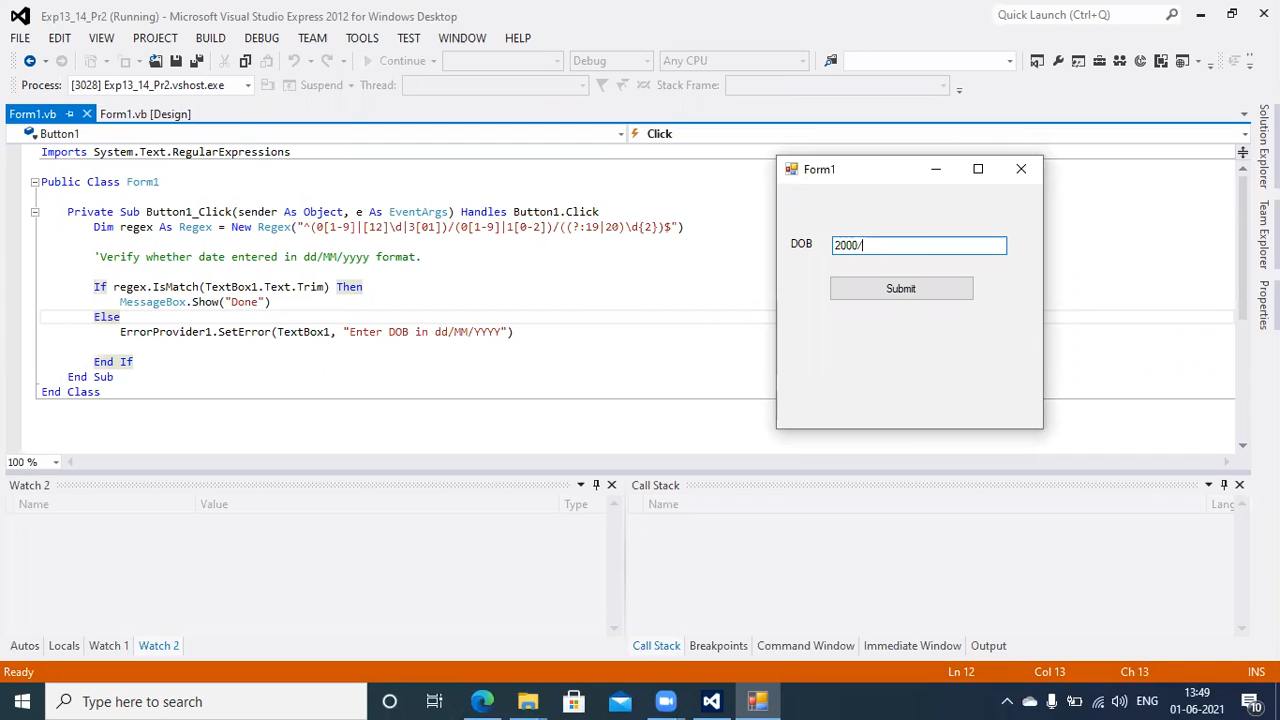 Exp13_14_Pr2 (Running) - Microsoft Visual Studio Express 2012 for Windows Desktop
Quick Launch (Ctrl+Q)
FILE EDIT VIEW PROJECT BUILD DEBUG TEAM TOOLS TEST WINDOW HELP
Continue Debug Any CPU
Process: [3028] Exp13_14_Pr2.vshost.exe Suspend Thread: Stack Frame:
Form1.vb Form1.vb [Design]
Button1 Click
Imports System.Text.RegularExpressions
Public Class Form1
Private Sub Button1_Click(sender As Object, e As EventArgs) Handles Button1.Click
Dim regex As Regex = New Regex("^(0[1-9]|[12]\d|3[01])/(0[1-9]|1[0-2])/((?:19|20)\d{2})$")
'Verify whether date entered in dd/MM/yyyy format.
If regex.IsMatch(TextBox1.Text.Trim) Then
MessageBox.Show("Done")
Else
ErrorProvider1.SetError(TextBox1, "Enter DOB in dd/MM/YYYY")
End If
End Sub
End Class
Form1
DOB 2000/
Submit
Solution Explorer
Team Explorer
Properties
100 %
Watch 2
Name Value Type
Call Stack
Name Lang
Autos Locals Watch 1 Watch 2
Call Stack Breakpoints Command Window Immediate Window Output
Ready Ln 12 Col 13 Ch 13 INS
Type here to search
ENG
13:49
01-06-2021
10